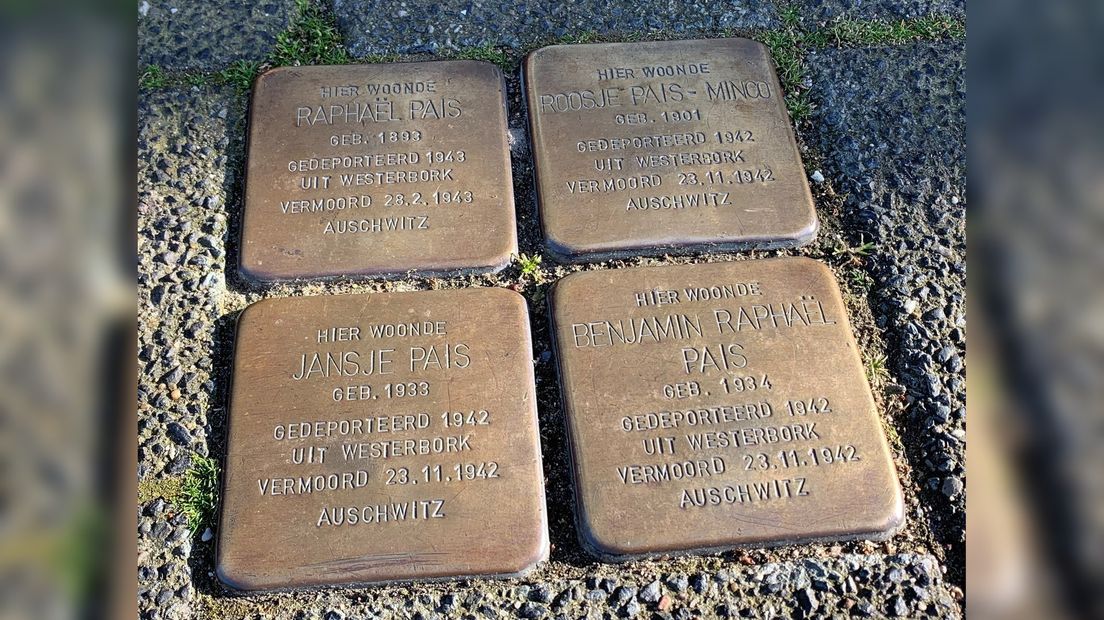 HIER WOONDE
RAPHAËL PAIS
GEB. 1893
GEDEPORTEERD 1943
UIT WESTERBORK
VERMOORD 28.2.1943
AUSCHWITZ
HIER WOONDE
ROOSJE PAIS-MINCO
GEB. 1901
GEDEPORTEERD 1942
UIT WESTERBORK
VERMOORD 23.11.1942
AUSCHWITZ
HIER WOONDE
JANSJE PAIS
GEB. 1933
GEDEPORTEERD 1942
UIT WESTERBORK
VERMOORD 23.11.1942
AUSCHWITZ
HIER WOONDE
BENJAMIN RAPHAËL
PAIS
GEB. 1934
GEDEPORTEERD 1942
UIT WESTERBORK
VERMOORD 23.11.1942
AUSCHWITZ